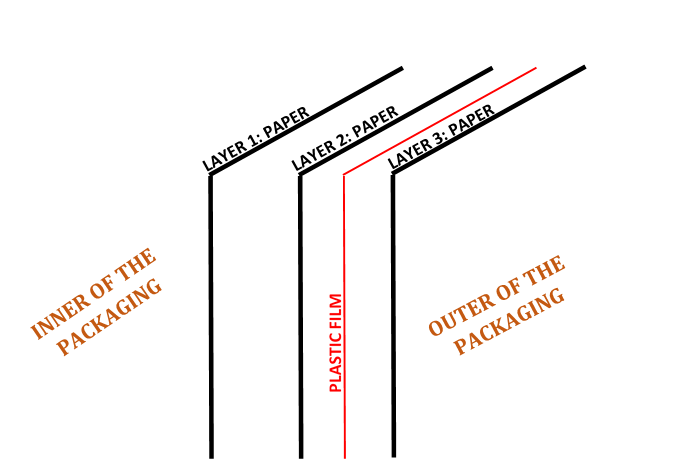 LAYER 1: PAPER
LAYER 2: PAPER
LAYER 3: PAPER
INNER OF THE
PACKAGING
PLASTIC FILM
OUTER OF THE
PACKAGING